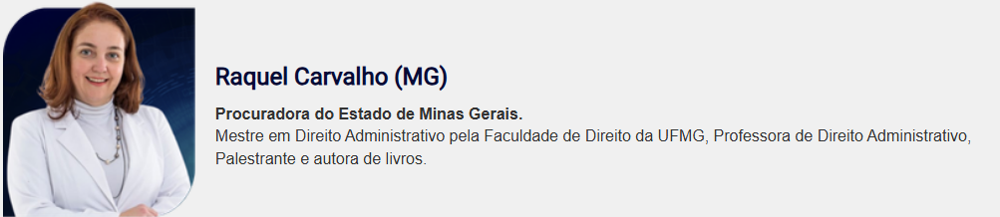 Raquel Carvalho (MG)
Procuradora do Estado de Minas Gerais.
Mestre em Direito Administrativo pela Faculdade de Direito da UFMG, Professora de Direito Administrativo,
Palestrante e autora de livros.